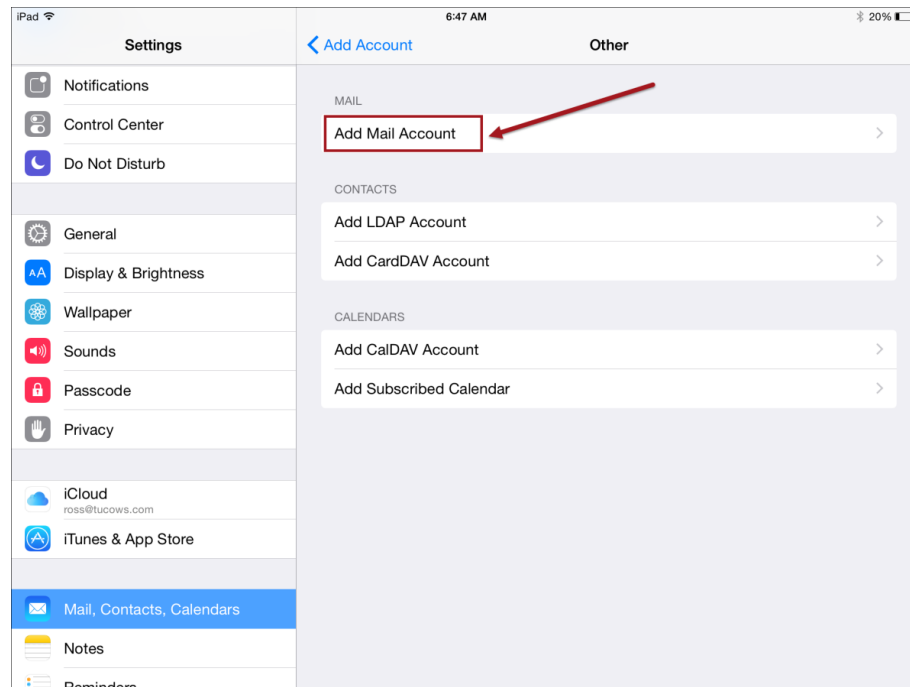 iPad 6:47 AM 20%
Settings
Add Account Other
Notifications
Control Center
Do Not Disturb
General
AA Display & Brightness
Wallpaper
Sounds
Passcode
Privacy
iCloud
ross@tucows.com
iTunes & App Store
Mail, Contacts, Calendars
Notes
Reminders
MAIL
Add Mail Account
CONTACTS
Add LDAP Account
Add CardDAV Account
CALENDARS
Add CalDAV Account
Add Subscribed Calendar